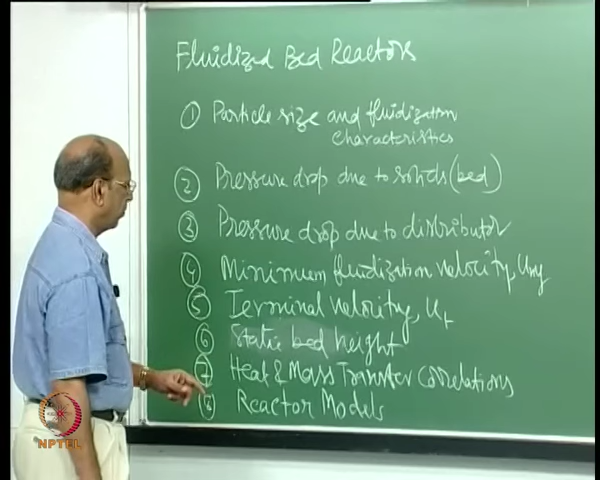 Fluidized Bed Reactors
① Particle size and fluidization
characteristics
② Pressure drop due to solids (bed)
③ Pressure drop due to distributor
④ Minimum fluidization velocity, Umf
⑤ Terminal velocity, Ut
⑥ Static bed height
⑦ Heat & Mass Transfer Correlations
⑧ Reactor Models
NPTEL